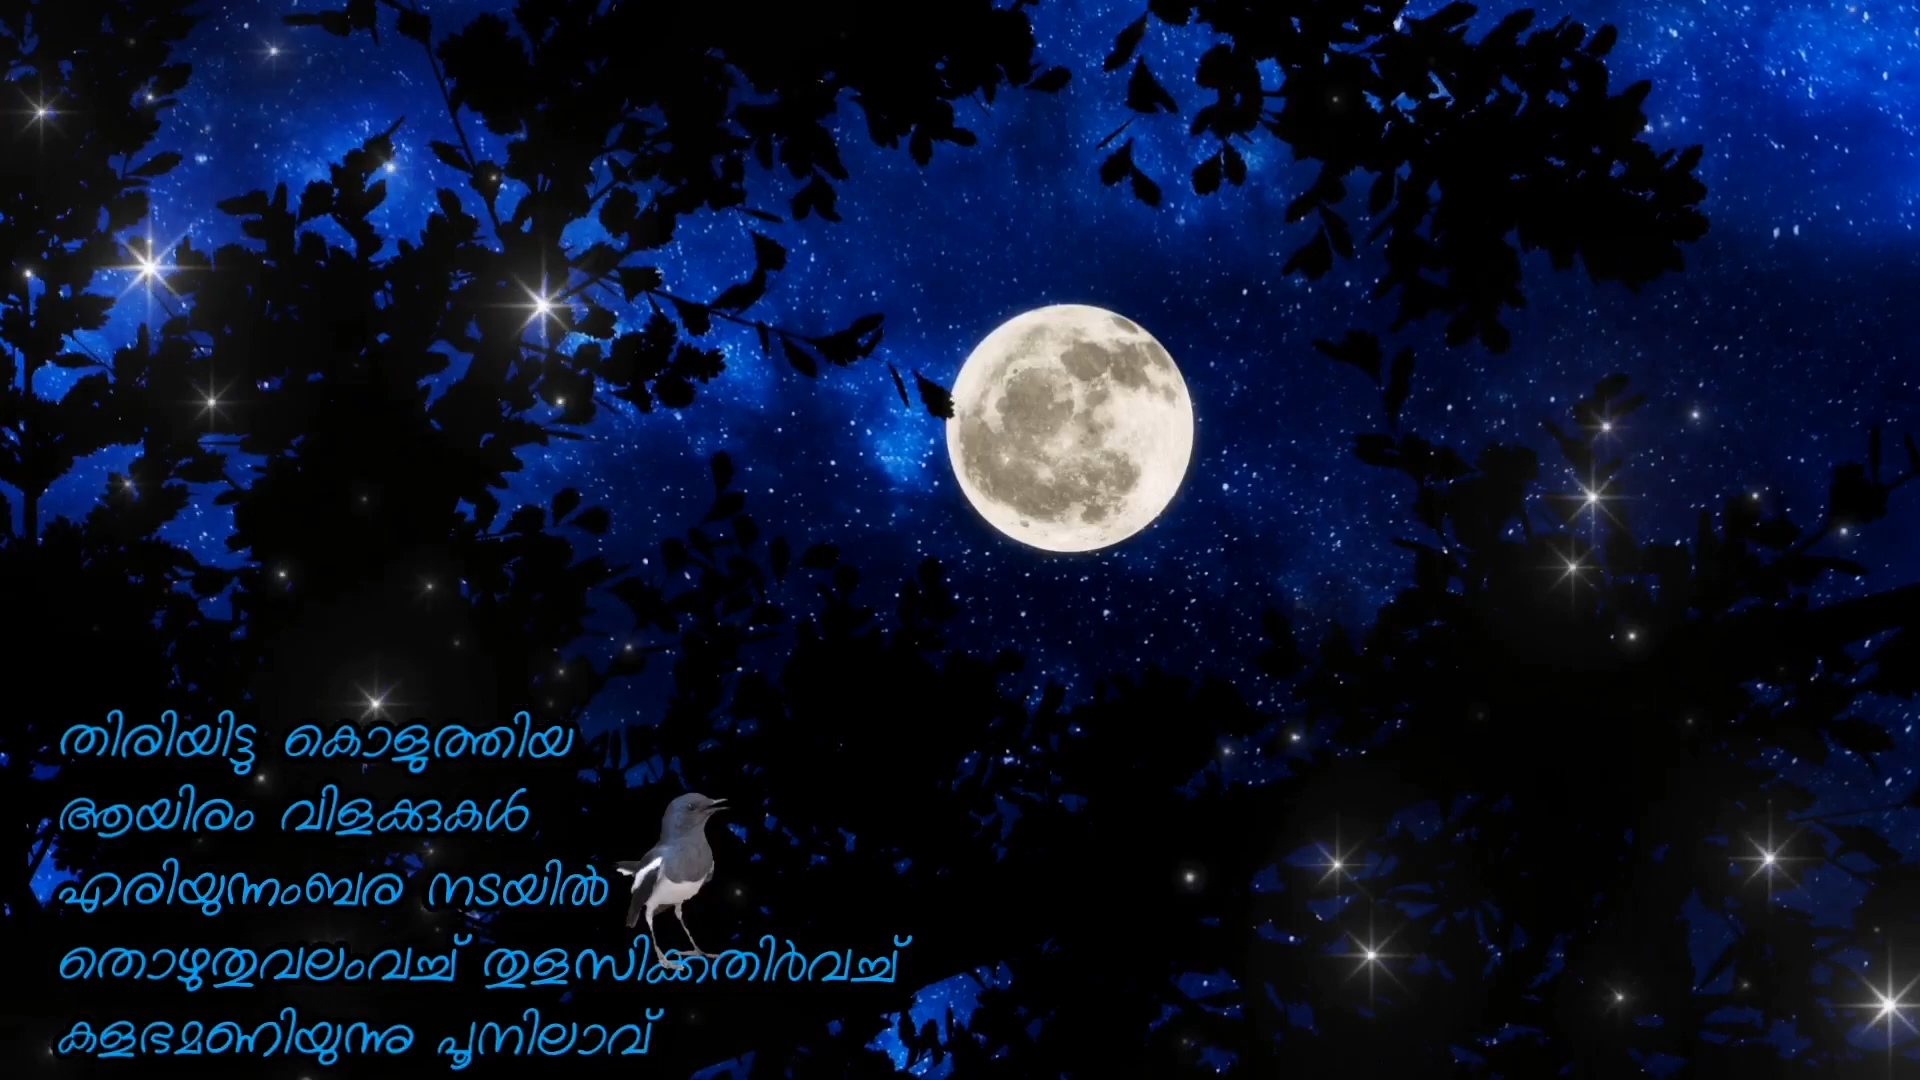 തിരിയിട്ടു കൊളുത്തിയ
ആയിരം വിളക്കുകൾ
എരിയുന്നംബര നടയിൽ
തൊഴുതുവലംവച്ച് തുളസിക്കതിർവച്ച്
കളഭമണിയുന്നു പൂനിലാവ്